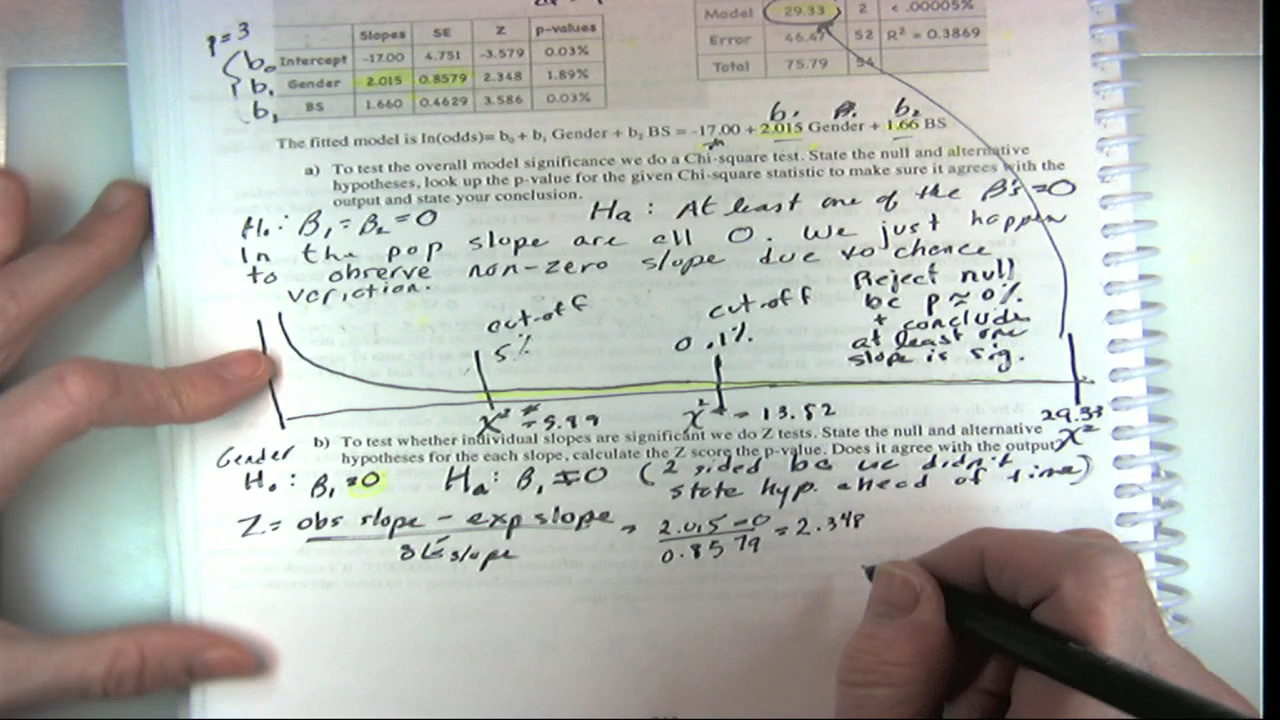 p=3
Slopes SE Z p-values
b₀ Intercept -17.00 4.751 -3.579 0.03%
b₁ Gender 2.015 0.8579 2.348 1.89%
b₂ BS 1.660 0.4629 3.586 0.03%
Model 29.33 2 < .00005%
Error 46.47 52 R² = 0.3869
Total 75.79 54
b₁ b₂
The fitted model is ln(odds)= b₀ + b₁ Gender + b₂ BS = -17.00 + 2.015 Gender + 1.66 BS
a) To test the overall model significance we do a Chi-square test. State the null and alternative
hypotheses, look up the p-value for the given Chi-square statistic to make sure it agrees with the
output and state your conclusion.
H₀: B₁ = B₂ = 0 Ha: At least one of the B's ≠ 0
In the pop slope are all 0. We just happen
to observe non-zero slope due to chance
variation.
Reject null
bc p ≈ 0%
+ conclude
at least one
slope is sig.
cut-off
5%
cut-off
0.1%
X² = 5.99 X² = 13.82 29.33
X²
b) To test whether individual slopes are significant we do Z tests. State the null and alternative
hypotheses for the each slope, calculate the Z score the p-value. Does it agree with the output
Gender
H₀: B₁ = 0 Ha: B₁ ≠ 0 (2 sided bc we didn't
state hyp. ahead of time)
Z = obs slope - exp slope = 2.015 - 0 = 2.348
SE slope 0.8579